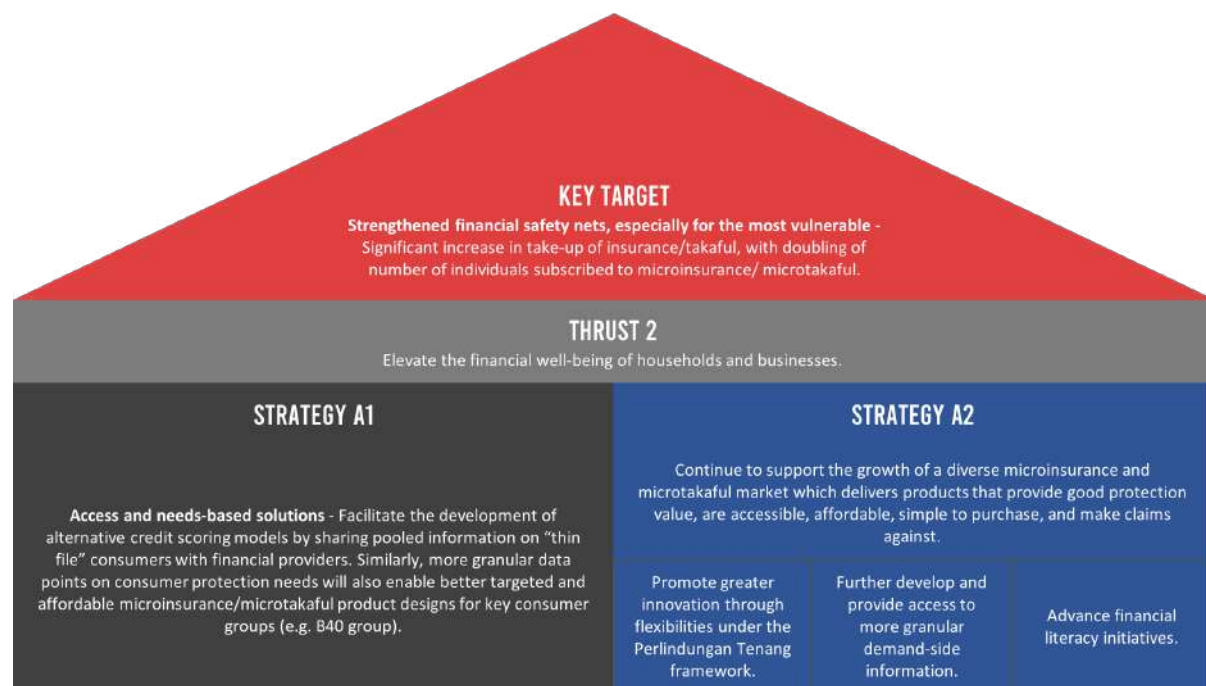 KEY TARGET
Strengthened financial safety nets, especially for the most vulnerable -
Significant increase in take-up of insurance/takaful, with doubling of
number of individuals subscribed to microinsurance/ microtakaful.
THRUST 2
Elevate the financial well-being of households and businesses.
STRATEGY A1
Access and needs-based solutions - Facilitate the development of
alternative credit scoring models by sharing pooled information on “thin
file” consumers with financial providers. Similarly, more granular data
points on consumer protection needs will also enable better targeted and
affordable microinsurance/microtakaful product designs for key consumer
groups (e.g. B40 group).
STRATEGY A2
Continue to support the growth of a diverse microinsurance and
microtakaful market which delivers products that provide good protection
value, are accessible, affordable, simple to purchase, and make claims
against.
Promote greater
innovation through
flexibilities under the
Perlindungan Tenang
framework.
Further develop and
provide access to
more granular
demand-side
information.
Advance financial
literacy initiatives.